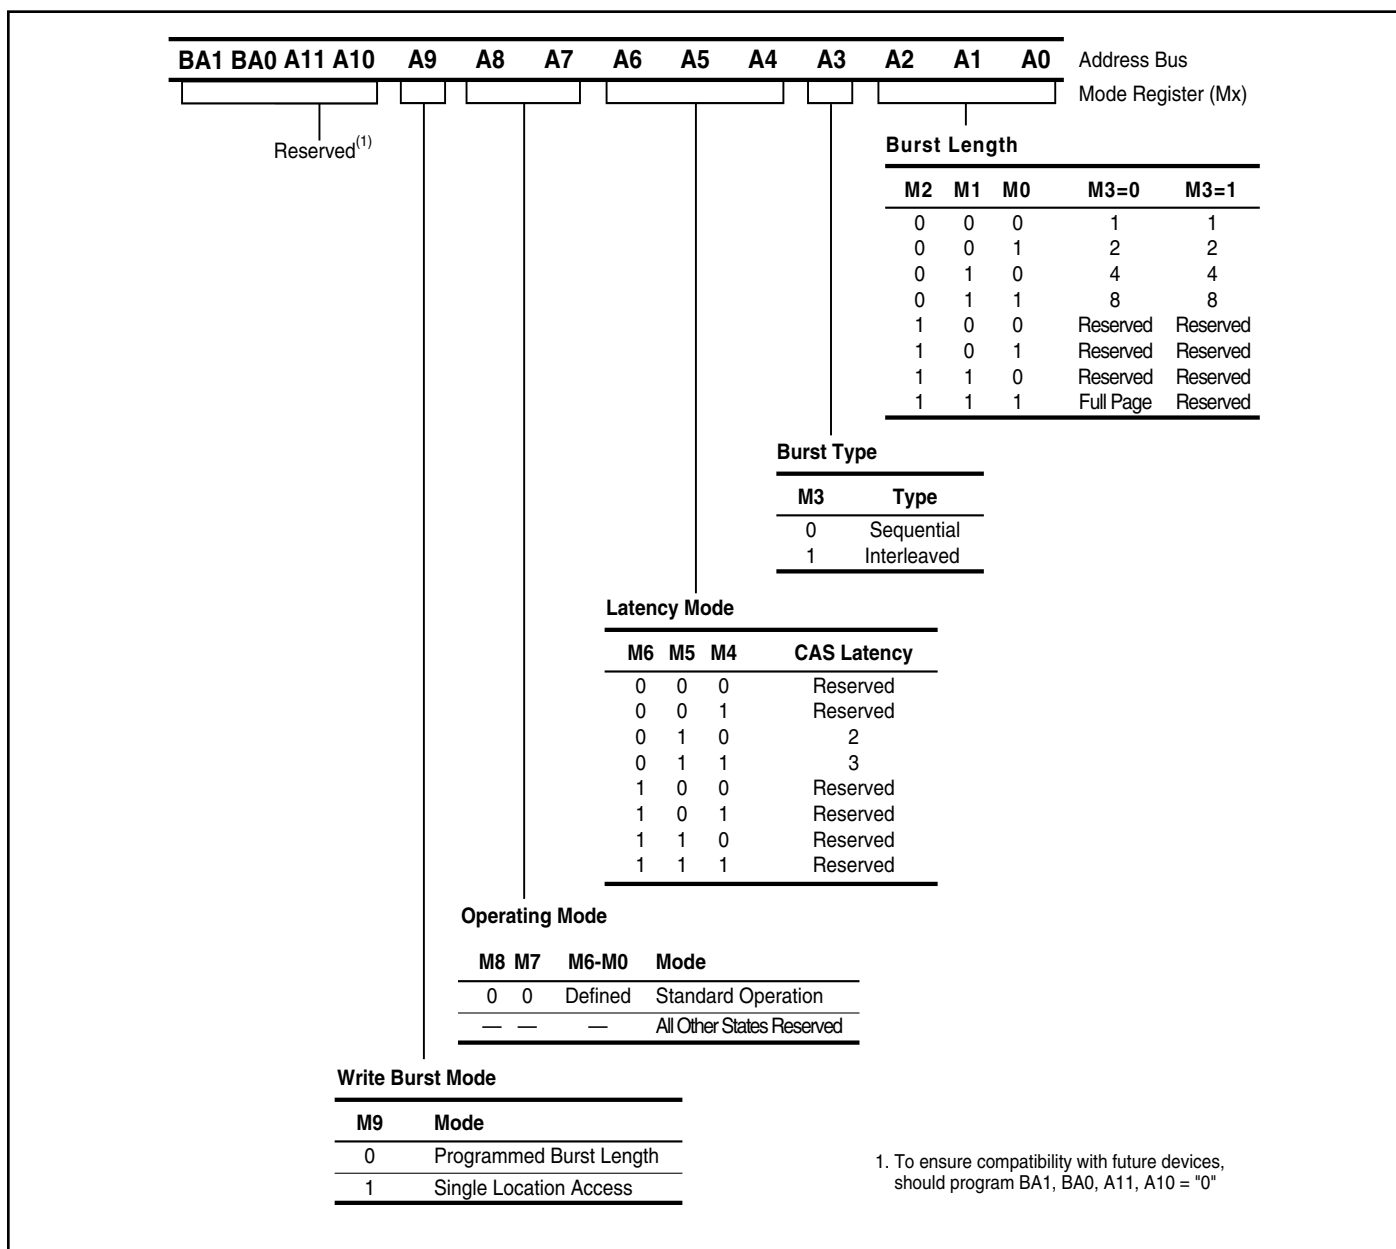 BA1 BA0 A11 A10 A9 A8 A7 A6 A5 A4 A3 A2 A1 A0 Address Bus
Mode Register (Mx)
Reserved(1)
Burst Length
M2 M1 M0 M3=0 M3=1
0 0 0 1 1
0 0 1 2 2
0 1 0 4 4
0 1 1 8 8
1 0 0 Reserved Reserved
1 0 1 Reserved Reserved
1 1 0 Reserved Reserved
1 1 1 Full Page Reserved
Burst Type
M3 Type
0 Sequential
1 Interleaved
Latency Mode
M6 M5 M4 CAS Latency
0 0 0 Reserved
0 0 1 Reserved
0 1 0 2
0 1 1 3
1 0 0 Reserved
1 0 1 Reserved
1 1 0 Reserved
1 1 1 Reserved
Operating Mode
M8 M7 M6-M0 Mode
0 0 Defined Standard Operation
— — — All Other States Reserved
Write Burst Mode
M9 Mode
0 Programmed Burst Length
1 Single Location Access
1. To ensure compatibility with future devices,
should program BA1, BA0, A11, A10 = "0"